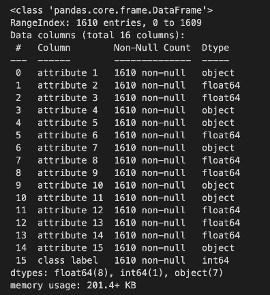 <class 'pandas.core.frame.DataFrame'>
RangeIndex: 1610 entries, 0 to 1609
Data columns (total 16 columns):
 #   Column        Non-Null Count  Dtype
---  ------        --------------  -----
 0   attribute 1   1610 non-null   object
 1   attribute 2   1610 non-null   float64
 2   attribute 3   1610 non-null   float64
 3   attribute 4   1610 non-null   object
 4   attribute 5   1610 non-null   object
 5   attribute 6   1610 non-null   float64
 6   attribute 7   1610 non-null   object
 7   attribute 8   1610 non-null   float64
 8   attribute 9   1610 non-null   float64
 9   attribute 10  1610 non-null   object
 10  attribute 11  1610 non-null   object
 11  attribute 12  1610 non-null   float64
 12  attribute 13  1610 non-null   float64
 13  attribute 14  1610 non-null   float64
 14  attribute 15  1610 non-null   object
 15  class label   1610 non-null   int64
dtypes: float64(8), int64(1), object(7)
memory usage: 201.4+ KB